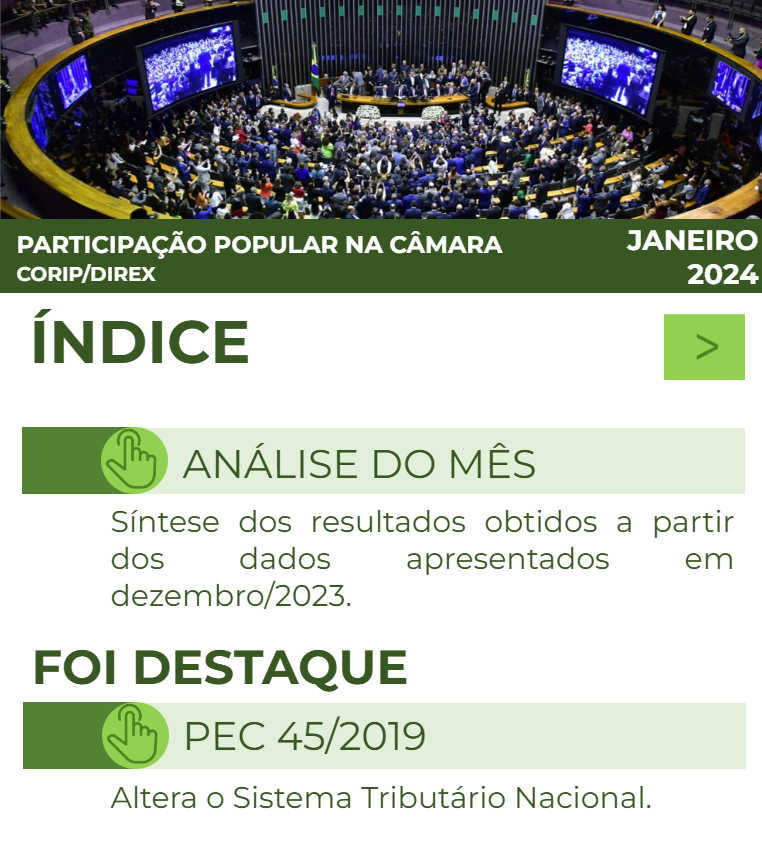 PARTICIPAÇÃO POPULAR NA CÂMARA
CORIP/DIREX
JANEIRO
2024
ÍNDICE
>
ANÁLISE DO MÊS
Síntese dos resultados obtidos a partir
dos dados apresentados em
dezembro/2023.
FOI DESTAQUE
PEC 45/2019
Altera o Sistema Tributário Nacional.